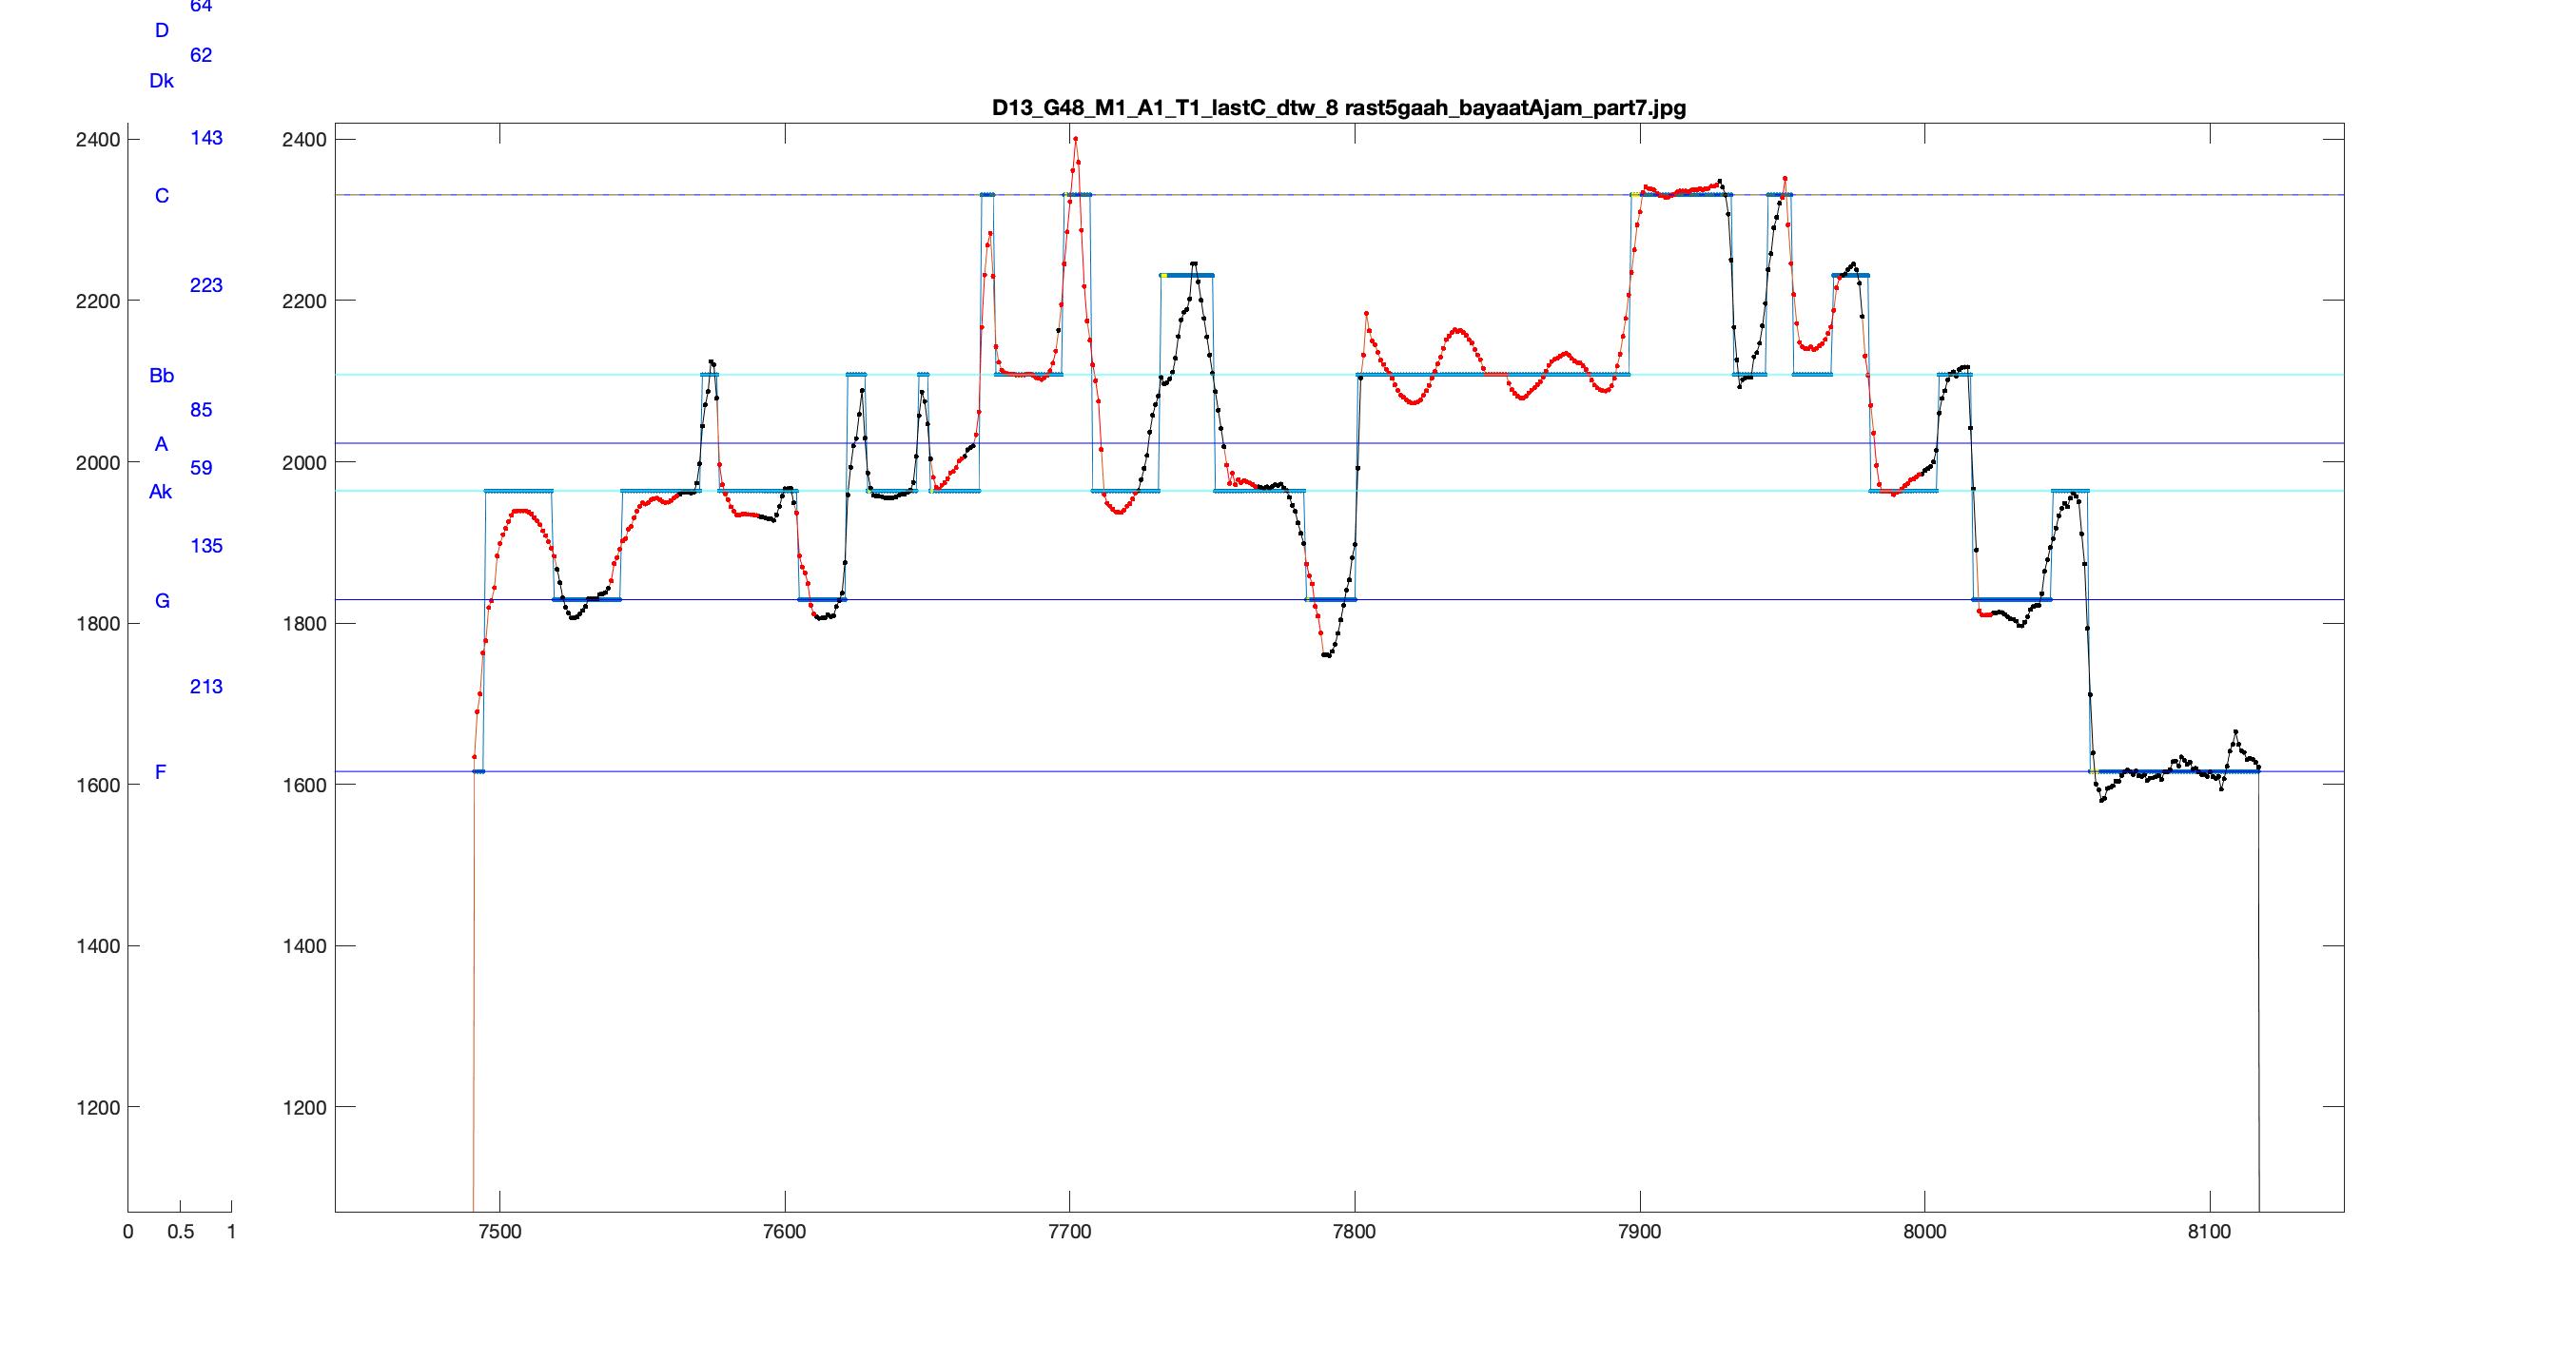 64
D
62
Dk
D13_G48_M1_A1_T1_lastC_dtw_8 rast5gaah_bayaatAjam_part7.jpg
2400 143 2400
C
223
2200 2200
Bb
85
A
2000 59 2000
Ak
135
G
1800 1800
213
F
1600 1600
1400 1400
1200 1200
0 0.5 1 7500 7600 7700 7800 7900 8000 8100